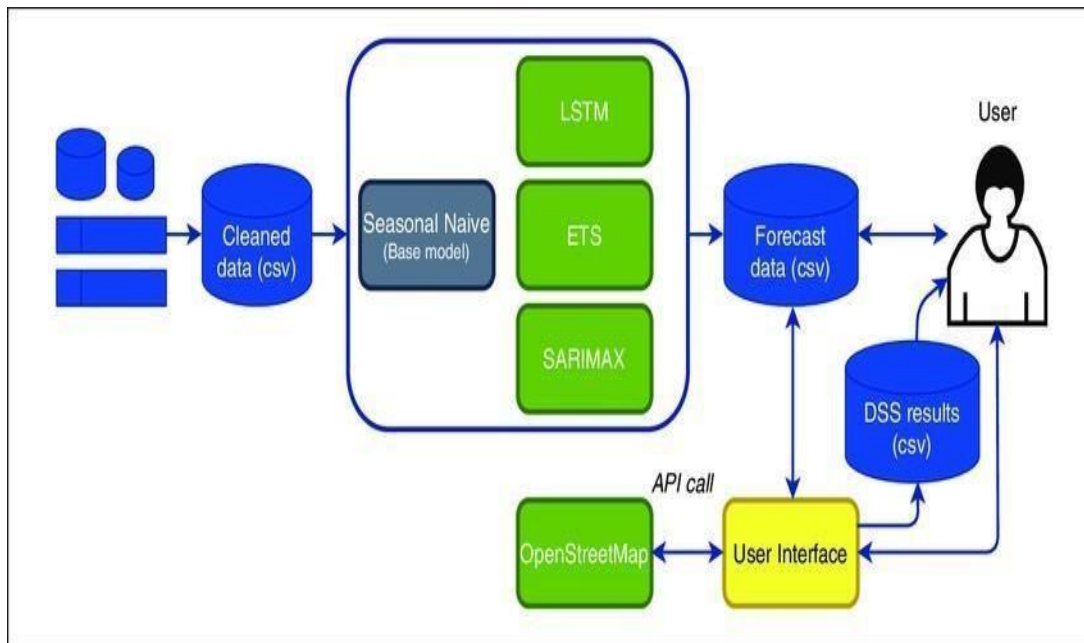 LSTM
User
Seasonal Naive
(Base model)
Cleaned
data (csv)
ETS
Forecast
data (csv)
SARIMAX
DSS results
(csv)
API call
OpenStreetMap
User Interface